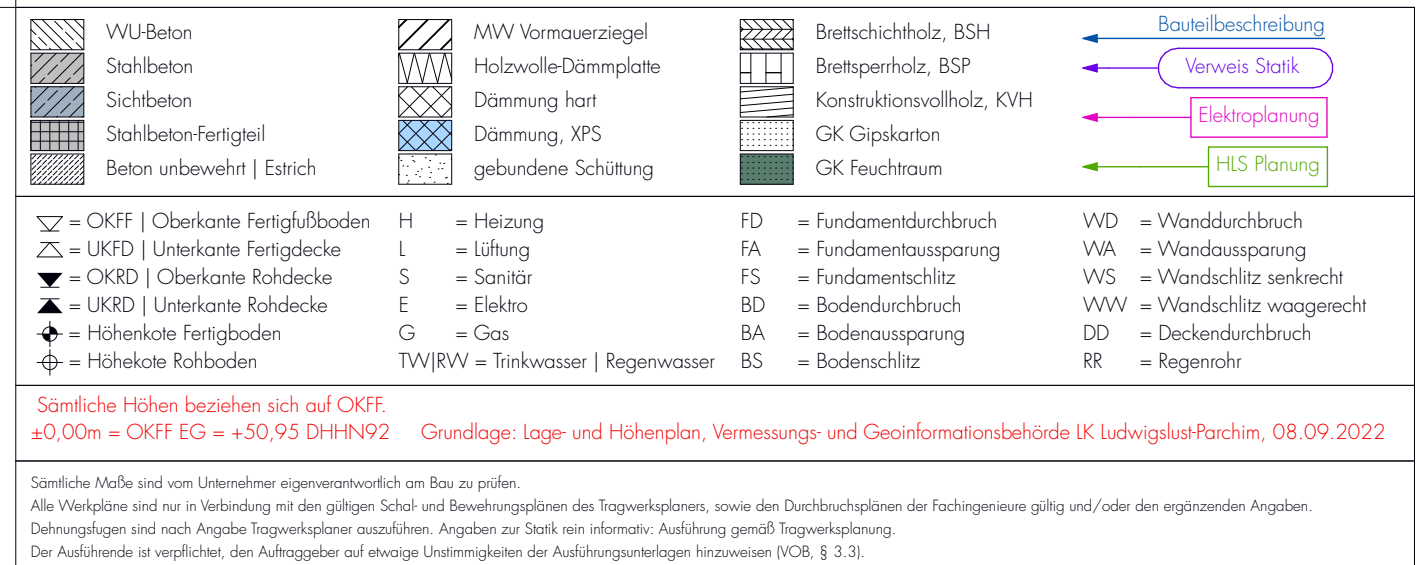 WU-Beton
Stahlbeton
Sichtbeton
Stahlbeton-Fertigteil
Beton unbewehrt | Estrich
MW Vormauerziegel
Holzwolle-Dämmplatte
Dämmung hart
Dämmung, XPS
gebundene Schüttung
Brettschichtholz, BSH
Brettsperrholz, BSP
Konstruktionsvollholz, KVH
GK Gipskarton
GK Feuchtraum
Bauteilbeschreibung
Verweis Statik
Elektroplanung
HLS Planung
= OKFF | Oberkante Fertigfußboden
= UKFD | Unterkante Fertigdecke
= OKRD | Oberkante Rohdecke
= UKRD | Unterkante Rohdecke
= Höhenkote Fertigboden
= Höhekote Rohboden
H = Heizung
L = Lüftung
S = Sanitär
E = Elektro
G = Gas
TW|RW = Trinkwasser | Regenwasser
FD = Fundamentdurchbruch
FA = Fundamentaussparung
FS = Fundamentschlitz
BD = Bodendurchbruch
BA = Bodenaussparung
BS = Bodenschlitz
WD = Wanddurchbruch
WA = Wandaussparung
WS = Wandschlitz senkrecht
WW = Wandschlitz waagerecht
DD = Deckendurchbruch
RR = Regenrohr
Sämtliche Höhen beziehen sich auf OKFF.
±0,00m = OKFF EG = +50,95 DHHN92 Grundlage: Lage- und Höhenplan, Vermessungs- und Geoinformationsbehörde LK Ludwigslust-Parchim, 08.09.2022
Sämtliche Maße sind vom Unternehmer eigenverantwortlich am Bau zu prüfen.
Alle Werkpläne sind nur in Verbindung mit den gültigen Schal- und Bewehrungsplänen des Tragwerksplaners, sowie den Durchbruchsplänen der Fachingenieure gültig und/oder den ergänzenden Angaben.
Dehnungsfugen sind nach Angabe Tragwerksplaner auszuführen. Angaben zur Statik rein informativ: Ausführung gemäß Tragwerksplanung.
Der Ausführende ist verpflichtet, den Auftraggeber auf etwaige Unstimmigkeiten der Ausführungsunterlagen hinzuweisen (VOB, § 3.3).